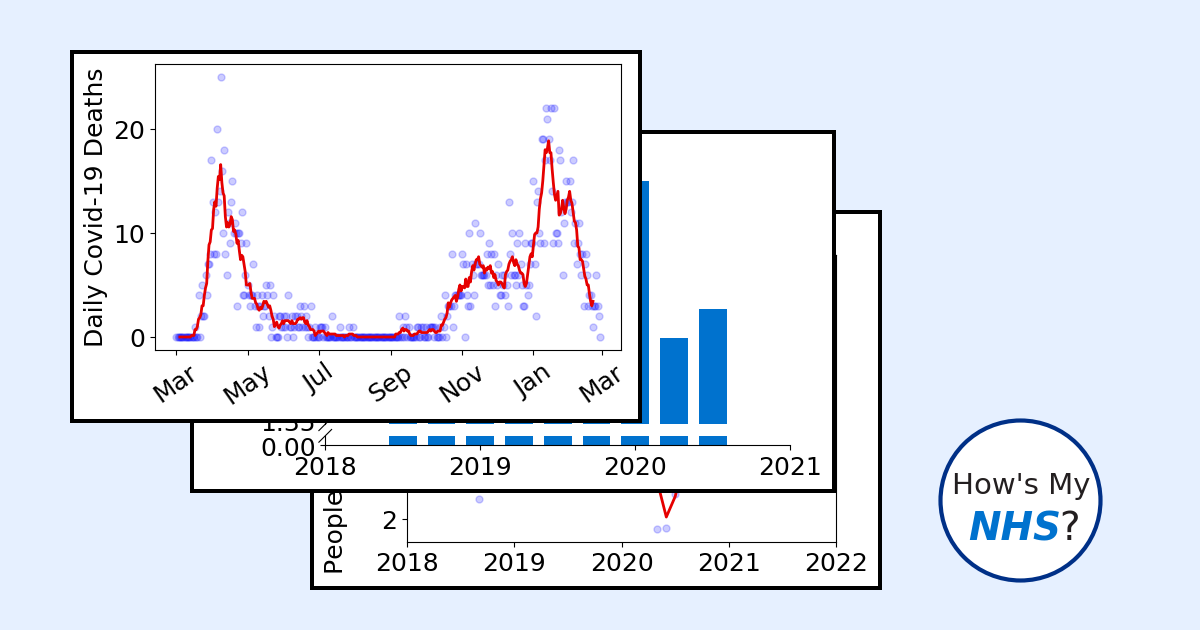 Daily Covid-19 Deaths
20
10
0
Mar May Jul Sep Nov Jan Mar
0.00
2018 2019 2020 2021
People
2
2018 2019 2020 2021 2022
How's My
NHS?